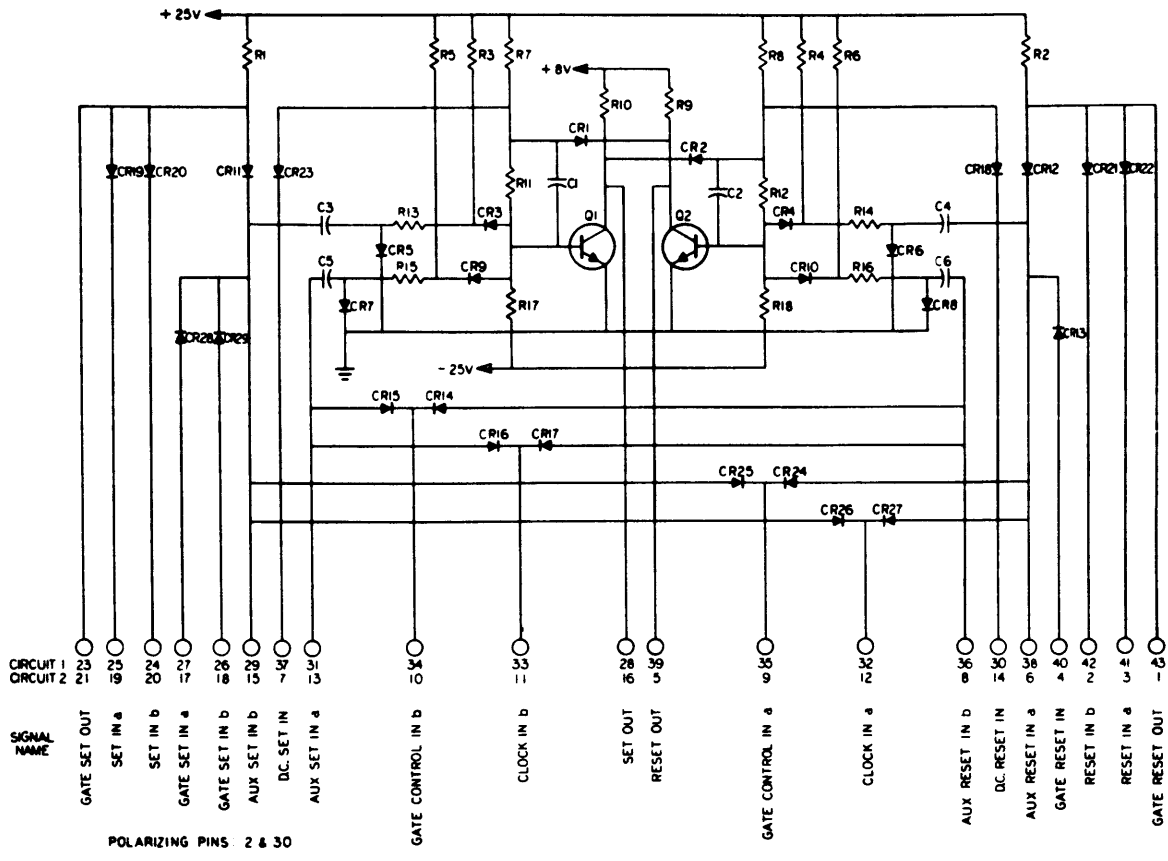 + 25V
R1 R5 R3 R7 R8 R4 R6 R2
+ 8V
R10 R9
CR1
CR2
CR19 CR20 CR11 CR23 CR18 CR12 CR21 CR22
R11 C1 R12 C2
C3 R13 CR3 Q1 Q2 CR4 R14 C4
CR5 CR6
C5 R15 CR9 CR10 R16 C6
CR7 R17 R18 CR8
CR28 CR29 CR13
- 25V
CR15 CR14
CR16 CR17
CR25 CR24
CR26 CR27
CIRCUIT 1 23 25 24 27 26 29 37 31 34 33 28 39 35 32 36 30 38 40 42 41 43
CIRCUIT 2 21 19 20 17 18 15 7 13 10 11 16 5 9 12 8 14 6 4 2 3 1
SIGNAL
NAME
GATE SET OUT
SET IN a
SET IN b
GATE SET IN a
GATE SET IN b
AUX SET IN b
D.C. SET IN
AUX SET IN a
GATE CONTROL IN b
CLOCK IN b
SET OUT
RESET OUT
GATE CONTROL IN a
CLOCK IN a
AUX RESET IN b
D.C. RESET IN
AUX RESET IN a
GATE RESET IN
RESET IN b
RESET IN a
GATE RESET OUT
POLARIZING PINS: 2 & 30